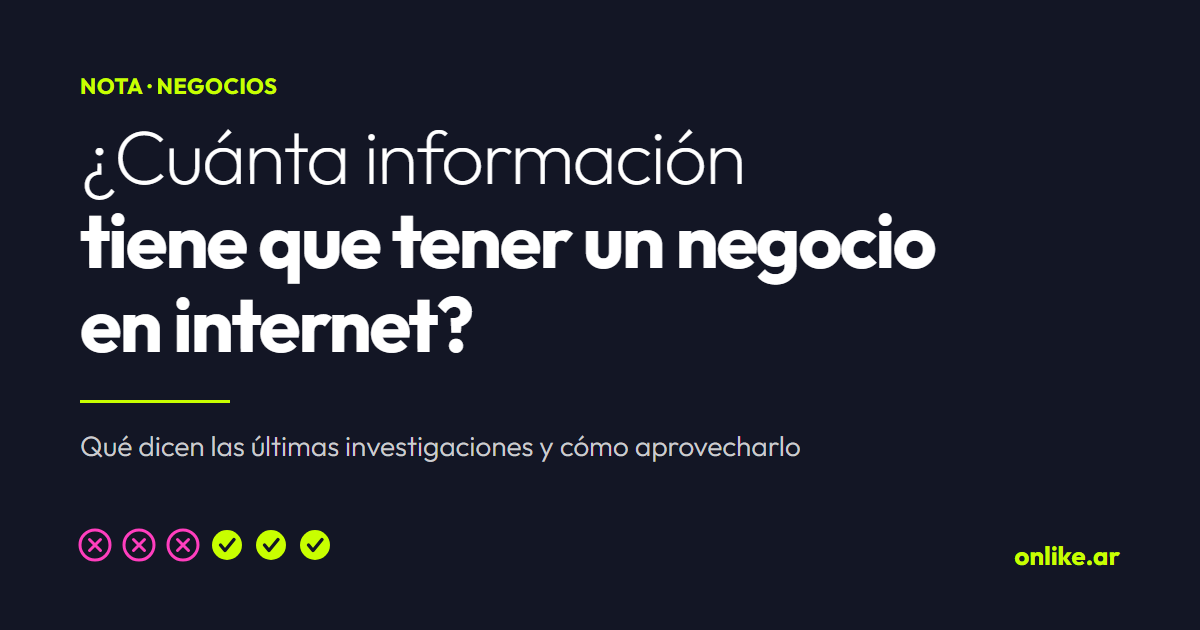 NOTA · NEGOCIOS
¿Cuánta información
tiene que tener un negocio
en internet?
Qué dicen las últimas investigaciones y cómo aprovecharlo
onlike.ar